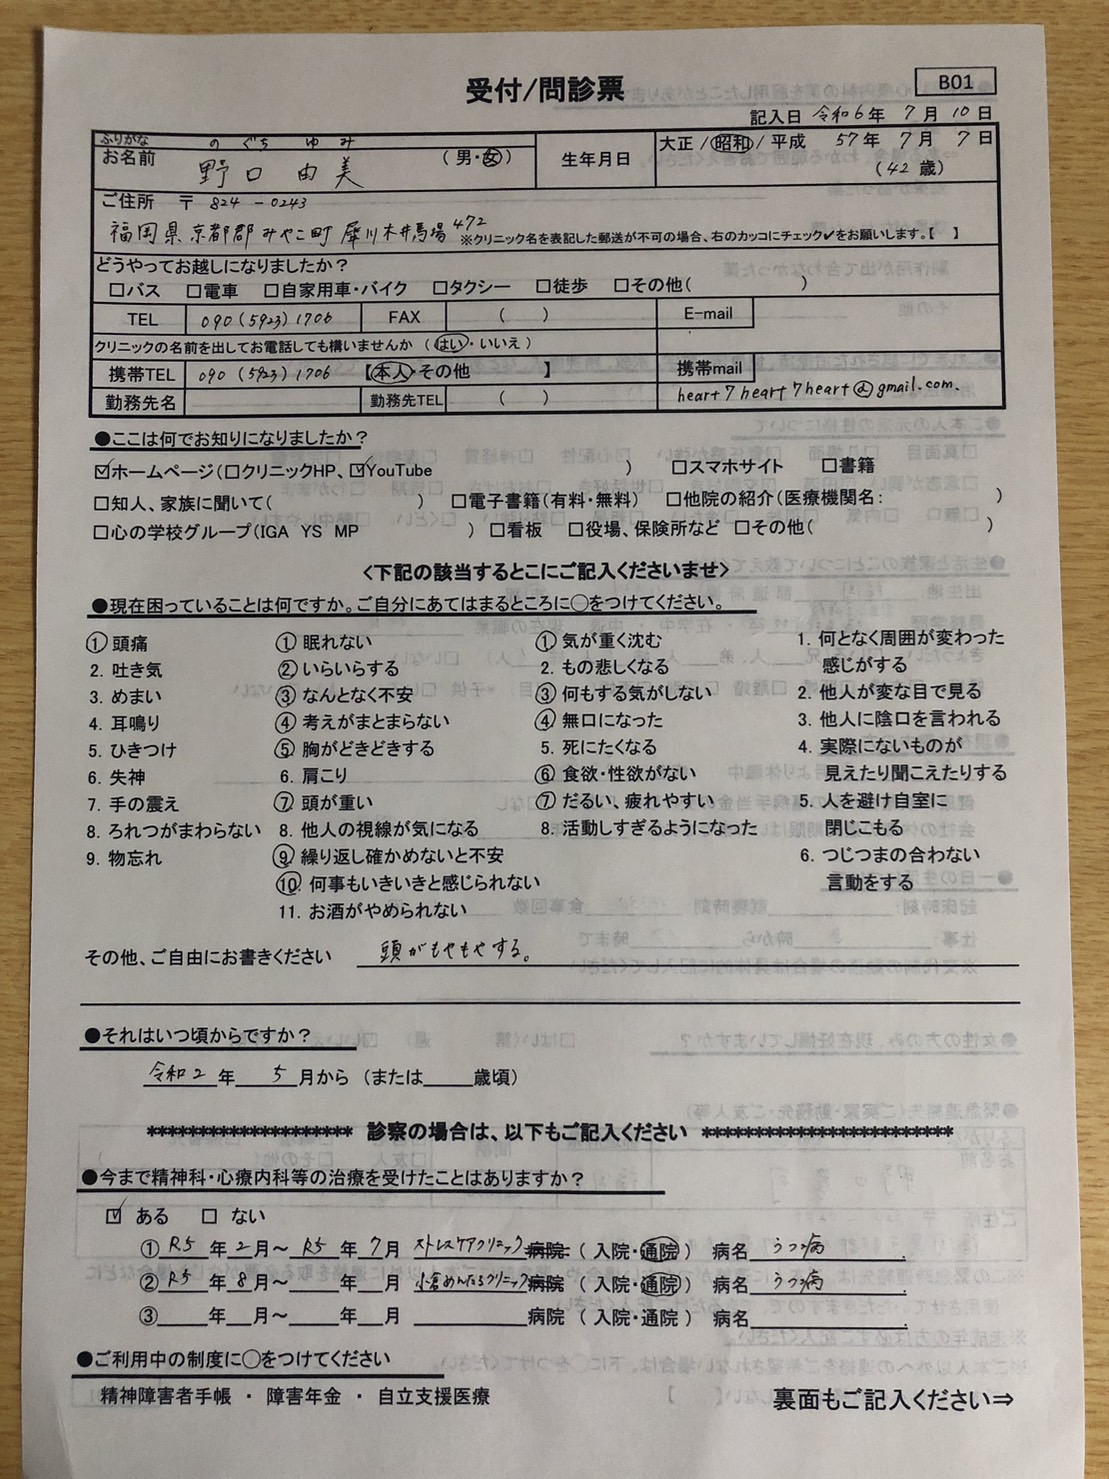 受付/問診票
B01
記入日 令和6年 7月 10日
ふりがな のぐち ゆみ
お名前 野口 由美 (男・女)
生年月日 大正/昭和/平成 57年 7月 7日
(42歳)
ご住所 〒 824-0243
福岡県京都郡みやこ町犀川木井馬場472
※クリニック名を表記した郵送が不可の場合、右のカッコにチェック✓をお願いします。【 】
どうやってお越しになりましたか？
□バス □電車 □自家用車・バイク □タクシー □徒歩 □その他( )
TEL 090(5923)1706 FAX ( ) E-mail
クリニックの名前を出してお電話しても構いませんか (はい・いいえ)
携帯TEL 090(5923)1706 【本人・その他 】 携帯mail
勤務先名 勤務先TEL ( ) heart7heart7heart@gmail.com.
●ここは何でお知りになりましたか？
☑ホームページ(□クリニックHP、☑YouTube ) □スマホサイト □書籍
□知人、家族に聞いて( ) □電子書籍(有料・無料) □他院の紹介(医療機関名: )
□心の学校グループ(IGA YS MP ) □看板 □役場、保険所など □その他( )
<下記の該当するとこにご記入くださいませ>
●現在困っていることは何ですか。ご自分にあてはまるところに○をつけてください。
① 頭痛
2. 吐き気
3. めまい
4. 耳鳴り
5. ひきつけ
6. 失神
7. 手の震え
8. ろれつがまわらない
9. 物忘れ
① 眠れない
② いらいらする
③ なんとなく不安
④ 考えがまとまらない
⑤ 胸がどきどきする
6. 肩こり
⑦ 頭が重い
8. 他人の視線が気になる
⑨ 繰り返し確かめないと不安
⑩ 何事もいきいきと感じられない
11. お酒がやめられない
① 気が重く沈む
2. もの悲しくなる
③ 何もする気がしない
④ 無口になった
5. 死にたくなる
⑥ 食欲・性欲がない
⑦ だるい、疲れやすい
8. 活動しすぎるようになった
1. 何となく周囲が変わった
感じがする
2. 他人が変な目で見る
3. 他人に陰口を言われる
4. 実際にないものが
見えたり聞こえたりする
5. 人を避け自室に
閉じこもる
6. つじつまの合わない
言動をする
その他、ご自由にお書きください 頭がもやもやする。
●それはいつ頃からですか？
令和2年 5月から (または 歳頃)
******************** 診察の場合は、以下もご記入ください ************************
●今まで精神科・心療内科等の治療を受けたことはありますか？
☑ ある □ ない
① R5年2月～R5年7月 ストレスケアクリニック病院 (入院・通院) 病名 うつ病
② R5年8月～ 年 月 小倉めんたるクリニック病院 (入院・通院) 病名 うつ病
③ 年 月～ 年 月 病院 (入院・通院) 病名
●ご利用中の制度に○をつけてください
精神障害者手帳 ・ 障害年金 ・ 自立支援医療
裏面もご記入ください⇒